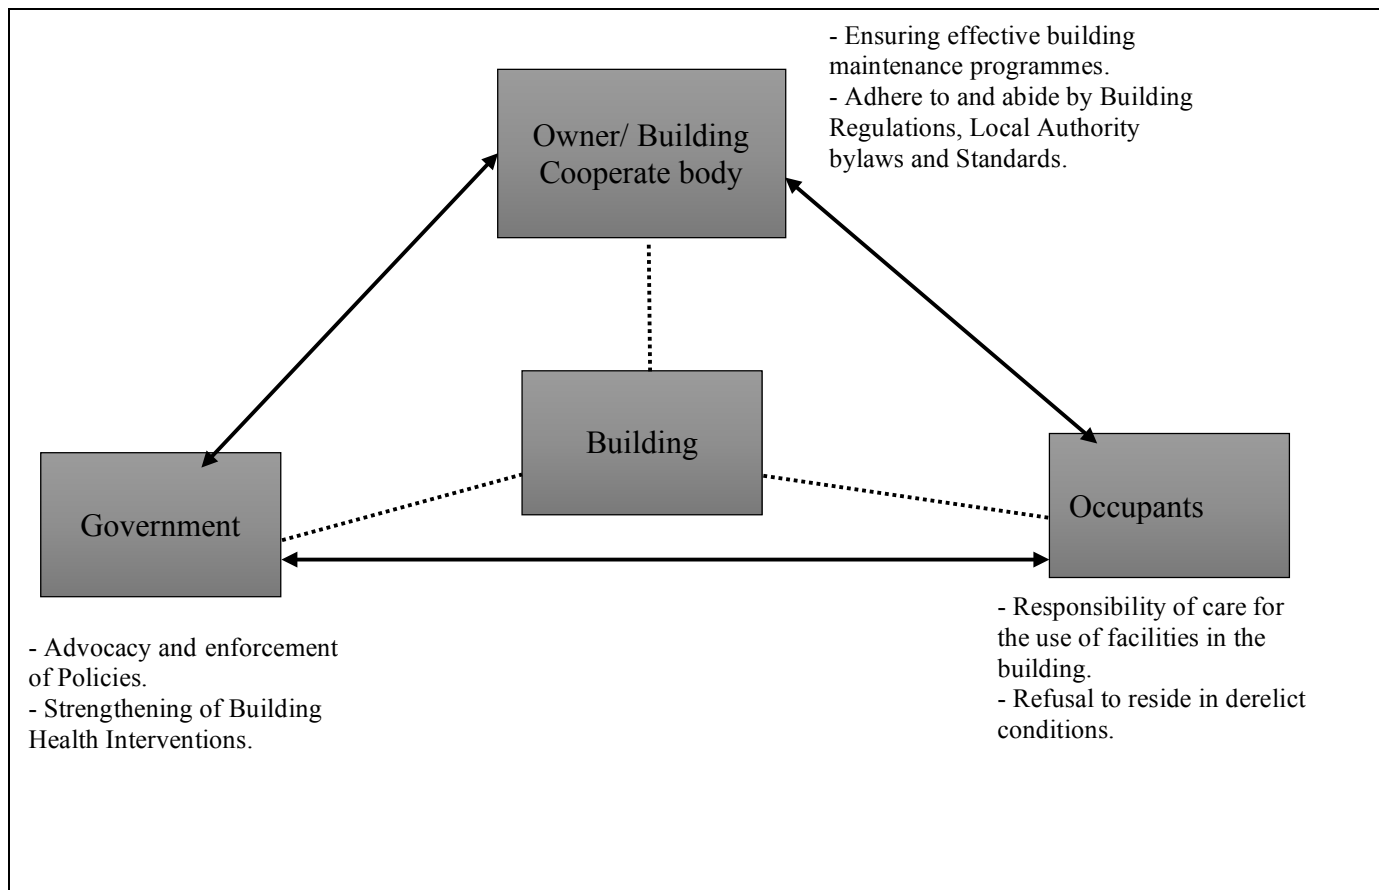 - Ensuring effective building
maintenance programmes.
- Adhere to and abide by Building
Regulations, Local Authority
bylaws and Standards.
Owner/ Building
Cooperate body
Building
Government
Occupants
- Advocacy and enforcement
of Policies.
- Strengthening of Building
Health Interventions.
- Responsibility of care for
the use of facilities in the
building.
- Refusal to reside in derelict
conditions.